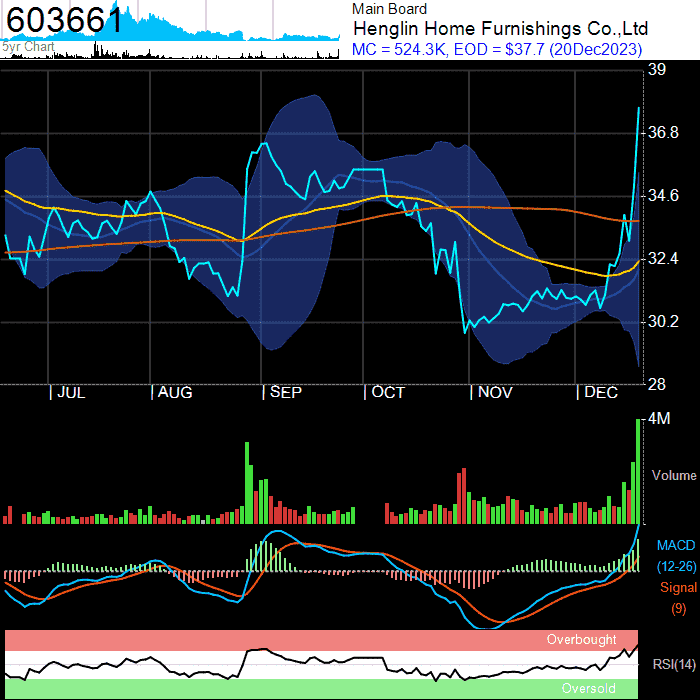 603661
5yr Chart
Main Board
Henglin Home Furnishings Co.,Ltd
MC = 524.3K, EOD = $37.7 (20Dec2023)
39
36.8
34.6
32.4
30.2
28
| JUL | AUG | SEP | OCT | NOV | DEC
4M
Volume
MACD
(12-26)
Signal
(9)
Overbought
RSI(14)
Oversold